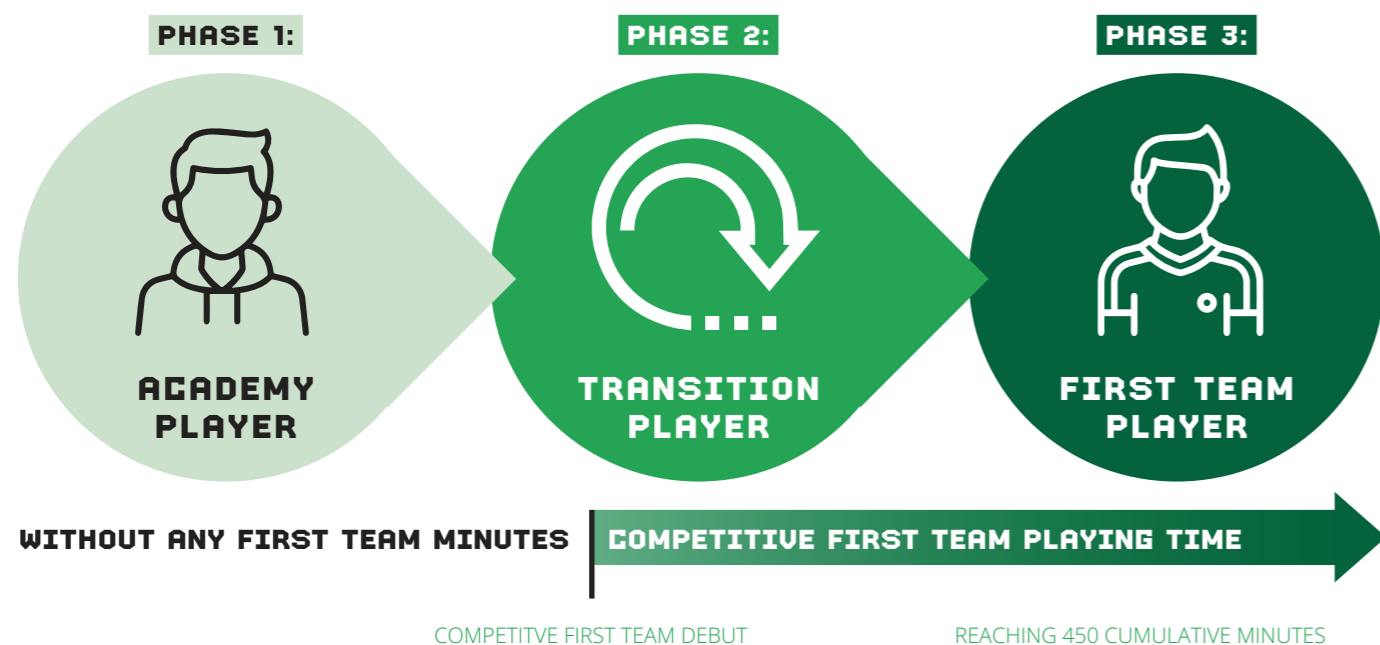 PHASE 1:
PHASE 2:
PHASE 3:
ACADEMY
PLAYER
TRANSITION
PLAYER
FIRST TEAM
PLAYER
WITHOUT ANY FIRST TEAM MINUTES
COMPETITIVE FIRST TEAM PLAYING TIME
COMPETITVE FIRST TEAM DEBUT
REACHING 450 CUMULATIVE MINUTES